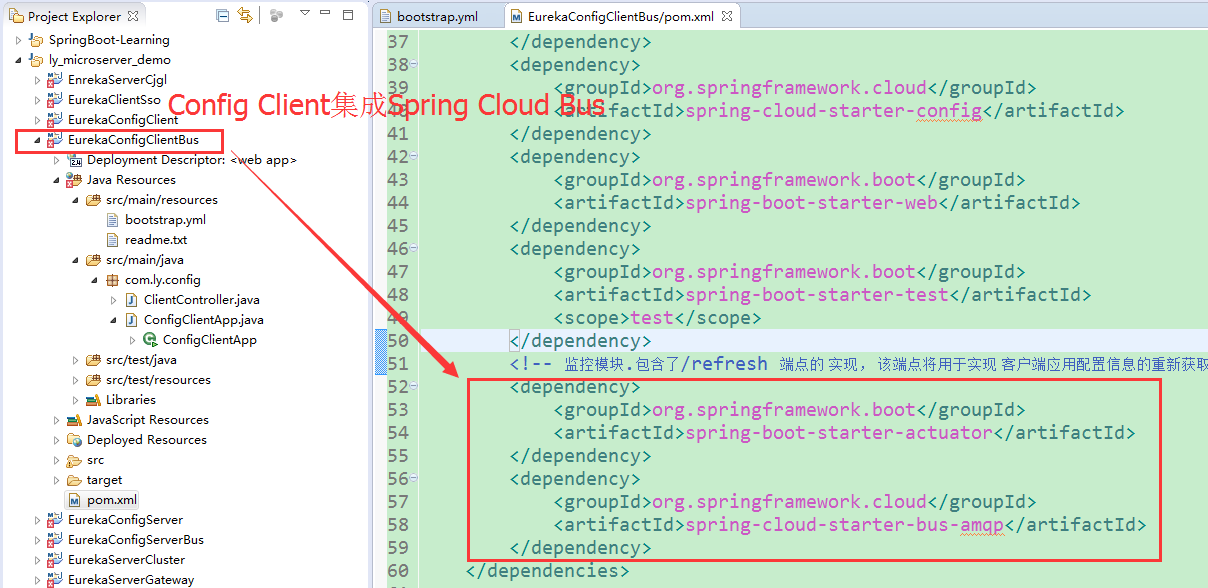 Project Explorer
SpringBoot-Learning
ly_microserver_demo
EnrekaServerCjgl
EurekaClientSso
EurekaConfigClient
EurekaConfigClientBus
Deployment Descriptor: <web app>
Java Resources
src/main/resources
bootstrap.yml
readme.txt
src/main/java
com.ly.config
ClientController.java
ConfigClientApp.java
ConfigClientApp
src/test/java
src/test/resources
Libraries
JavaScript Resources
Deployed Resources
src
target
pom.xml
EurekaConfigServer
EurekaConfigServerBus
EurekaServerCluster
EurekaServerGateway
Config Client集成Spring Cloud Bus
bootstrap.yml
EurekaConfigClientBus/pom.xml
37 </dependency>
38 <dependency>
39 <groupId>org.springframework.cloud</groupId>
40 <artifactId>spring-cloud-starter-config</artifactId>
41 </dependency>
42 <dependency>
43 <groupId>org.springframework.boot</groupId>
44 <artifactId>spring-boot-starter-web</artifactId>
45 </dependency>
46 <dependency>
47 <groupId>org.springframework.boot</groupId>
48 <artifactId>spring-boot-starter-test</artifactId>
49 <scope>test</scope>
50 </dependency>
51 <!-- 监控模块.包含了/refresh 端点的 实现，该端点将用于实现 客户端应用配置信息的重新获取
52 <dependency>
53 <groupId>org.springframework.boot</groupId>
54 <artifactId>spring-boot-starter-actuator</artifactId>
55 </dependency>
56 <dependency>
57 <groupId>org.springframework.cloud</groupId>
58 <artifactId>spring-cloud-starter-bus-amqp</artifactId>
59 </dependency>
60 </dependencies>